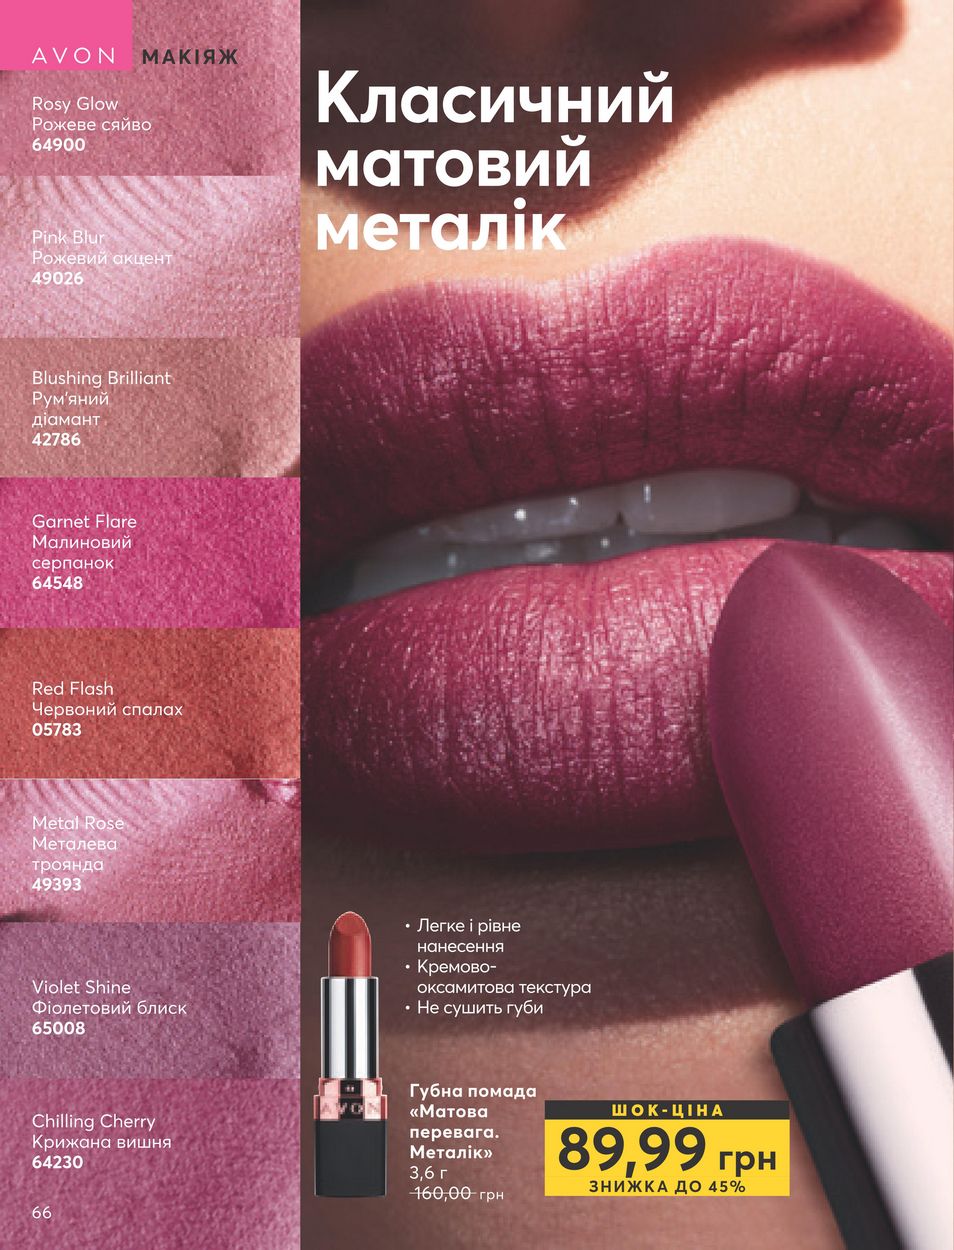 AVON МАКІЯЖ
Rosy Glow
Рожеве сяйво
64900
Pink Blur
Рожевий акцент
49026
Blushing Brilliant
Рум'яний
діамант
42786
Garnet Flare
Малиновий
серпанок
64548
Red Flash
Червоний спалах
05783
Metal Rose
Металева
троянда
49393
Violet Shine
Фіолетовий блиск
65008
Chilling Cherry
Крижана вишня
64230
66
Класичний
матовий
металік
• Легке і рівне
нанесення
• Кремово-
оксамитова текстура
• Не сушить губи
AVON
Губна помада
«Матова
перевага.
Металік»
3,6 г
160,00 грн
ШОК-ЦІНА
89,99 грн
ЗНИЖКА ДО 45%